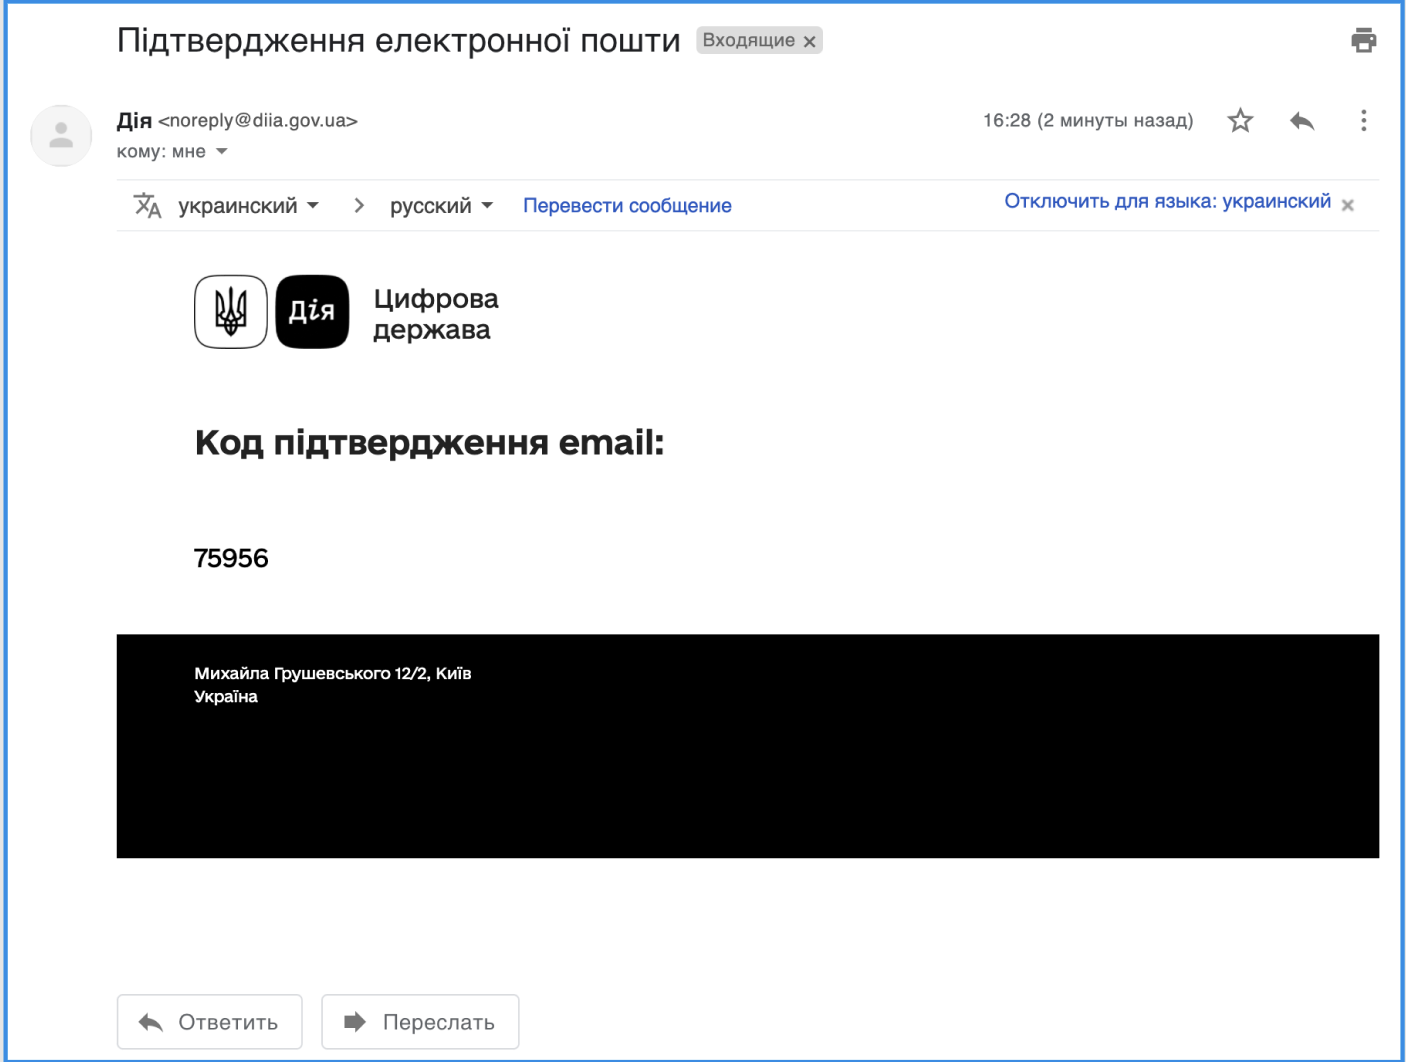 Підтвердження електронної пошти Входящие ×
Дія <noreply@diia.gov.ua> 16:28 (2 минуты назад)
кому: мне
украинский > русский Перевести сообщение Отключить для языка: украинский ×
Дія Цифрова
держава
Код підтвердження email:
75956
Михайла Грушевського 12/2, Київ
Україна
Ответить Переслать